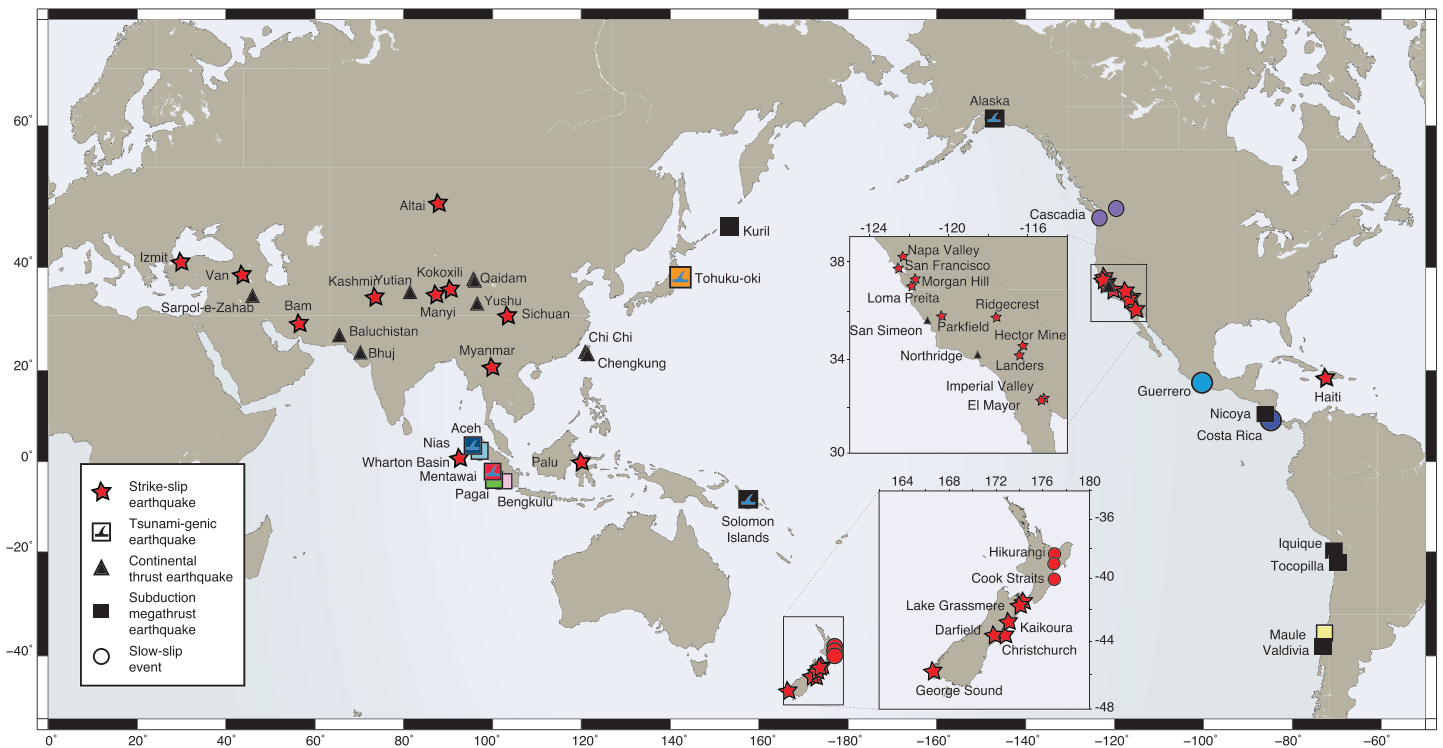 Alaska
60°
Altai
Cascadia
Kuril
-124
-120
-116
Izmit
Van
Kashmir
Yutian
Kokoxili
Qaidam
Tohuku-oki
38
Napa Valley
San Francisco
Morgan Hill
40°
Sarpol-e-Zahab
Bam
Manyi
Yushu
Sichuan
Loma Preita
Ridgecrest
San Simeon
Parkfield
Hector Mine
Baluchistan
Bhuj
Chi Chi
Chengkung
Northridge
34
Landers
20°
Myanmar
Imperial Valley
El Mayor
Guerrero
Haiti
Nicoya
Costa Rica
Aceh
Nias
Wharton Basin
Mentawai
Pagai
Bengkulu
Palu
30
0°
Strike-slip
earthquake
Tsunami-genic
earthquake
Continental
thrust earthquake
Subduction
megathrust
earthquake
Slow-slip
event
Solomon
Islands
164
168
172
176
180
-36
Hikurangi
Cook Straits
-40
Lake Grassmere
Darfield
Kaikoura
-44
Christchurch
George Sound
-48
Iquique
Tocopilla
Maule
Valdivia
−20°
−40°
0°
20°
40°
60°
80°
100°
120°
140°
160°
180°
−160°
−140°
−120°
−100°
−80°
−60°